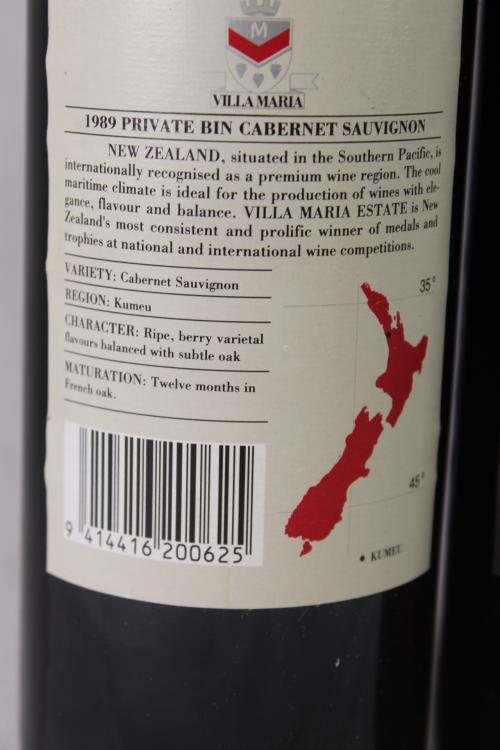 M
VILLA MARIA
1989 PRIVATE BIN CABERNET SAUVIGNON
NEW ZEALAND, situated in the Southern Pacific, is
internationally recognised as a premium wine region. The cool
maritime climate is ideal for the production of wines with ele-
gance, flavour and balance. VILLA MARIA ESTATE is New
Zealand's most consistent and prolific winner of medals and
trophies at national and international wine competitions.
VARIETY: Cabernet Sauvignon
REGION: Kumeu
CHARACTER: Ripe, berry varietal
flavours balanced with subtle oak
MATURATION: Twelve months in
French oak.
35°
45°
• KUMEU
9 414416 200625